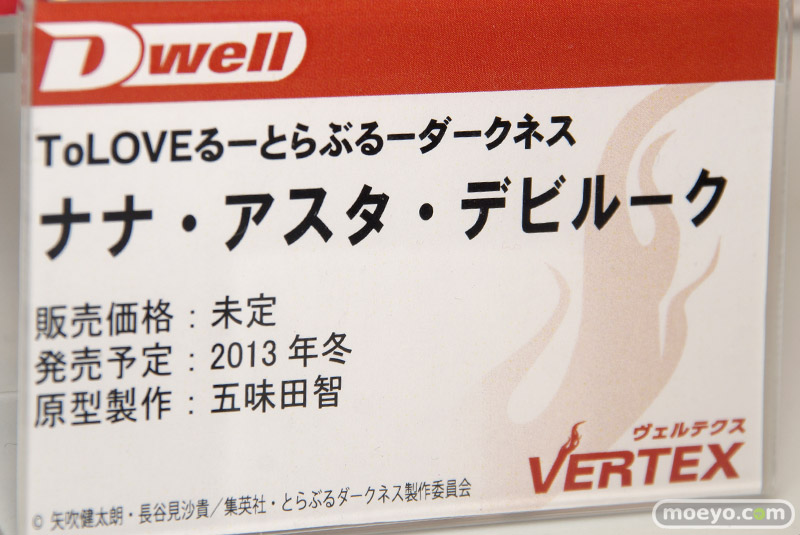 Dwell
ToLOVEるーとらぶるーダークネス
ナナ・アスタ・デビルーク
販売価格：未定
発売予定：2013年冬
原型製作：五味田智
ヴェルテクス
VERTEX
© 矢吹健太朗・長谷見沙貴／集英社・とらぶるダークネス製作委員会
moeyo.com